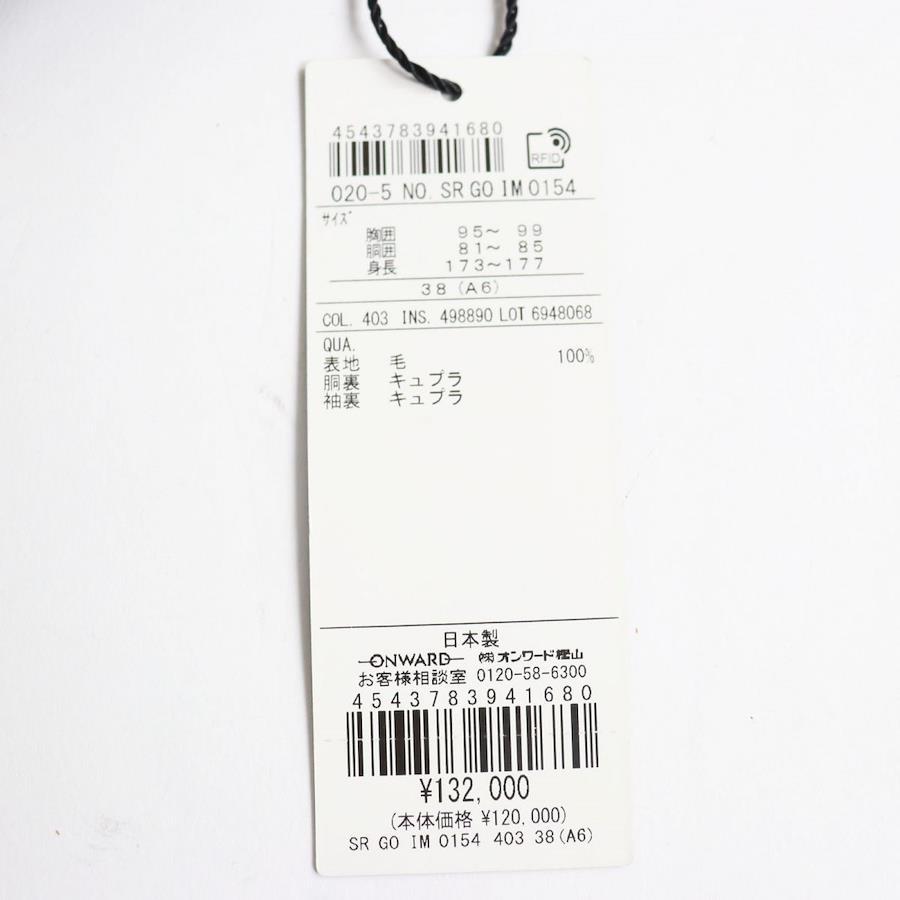 4543783941680
RFID
020-5 NO. SR GO IM 0154
ｻｲｽﾞ
胸囲 95〜 99
胴囲 81〜 85
身長 173〜177
38 (A6)
COL. 403 INS. 498890 LOT 6948068
QUA.
表地 毛 100%
胴裏 キュプラ
袖裏 キュプラ
日本製
ONWARD ㈱オンワード樫山
お客様相談室 0120-58-6300
4543783941680
¥132,000
(本体価格 ¥120,000)
SR GO IM 0154 403 38(A6)